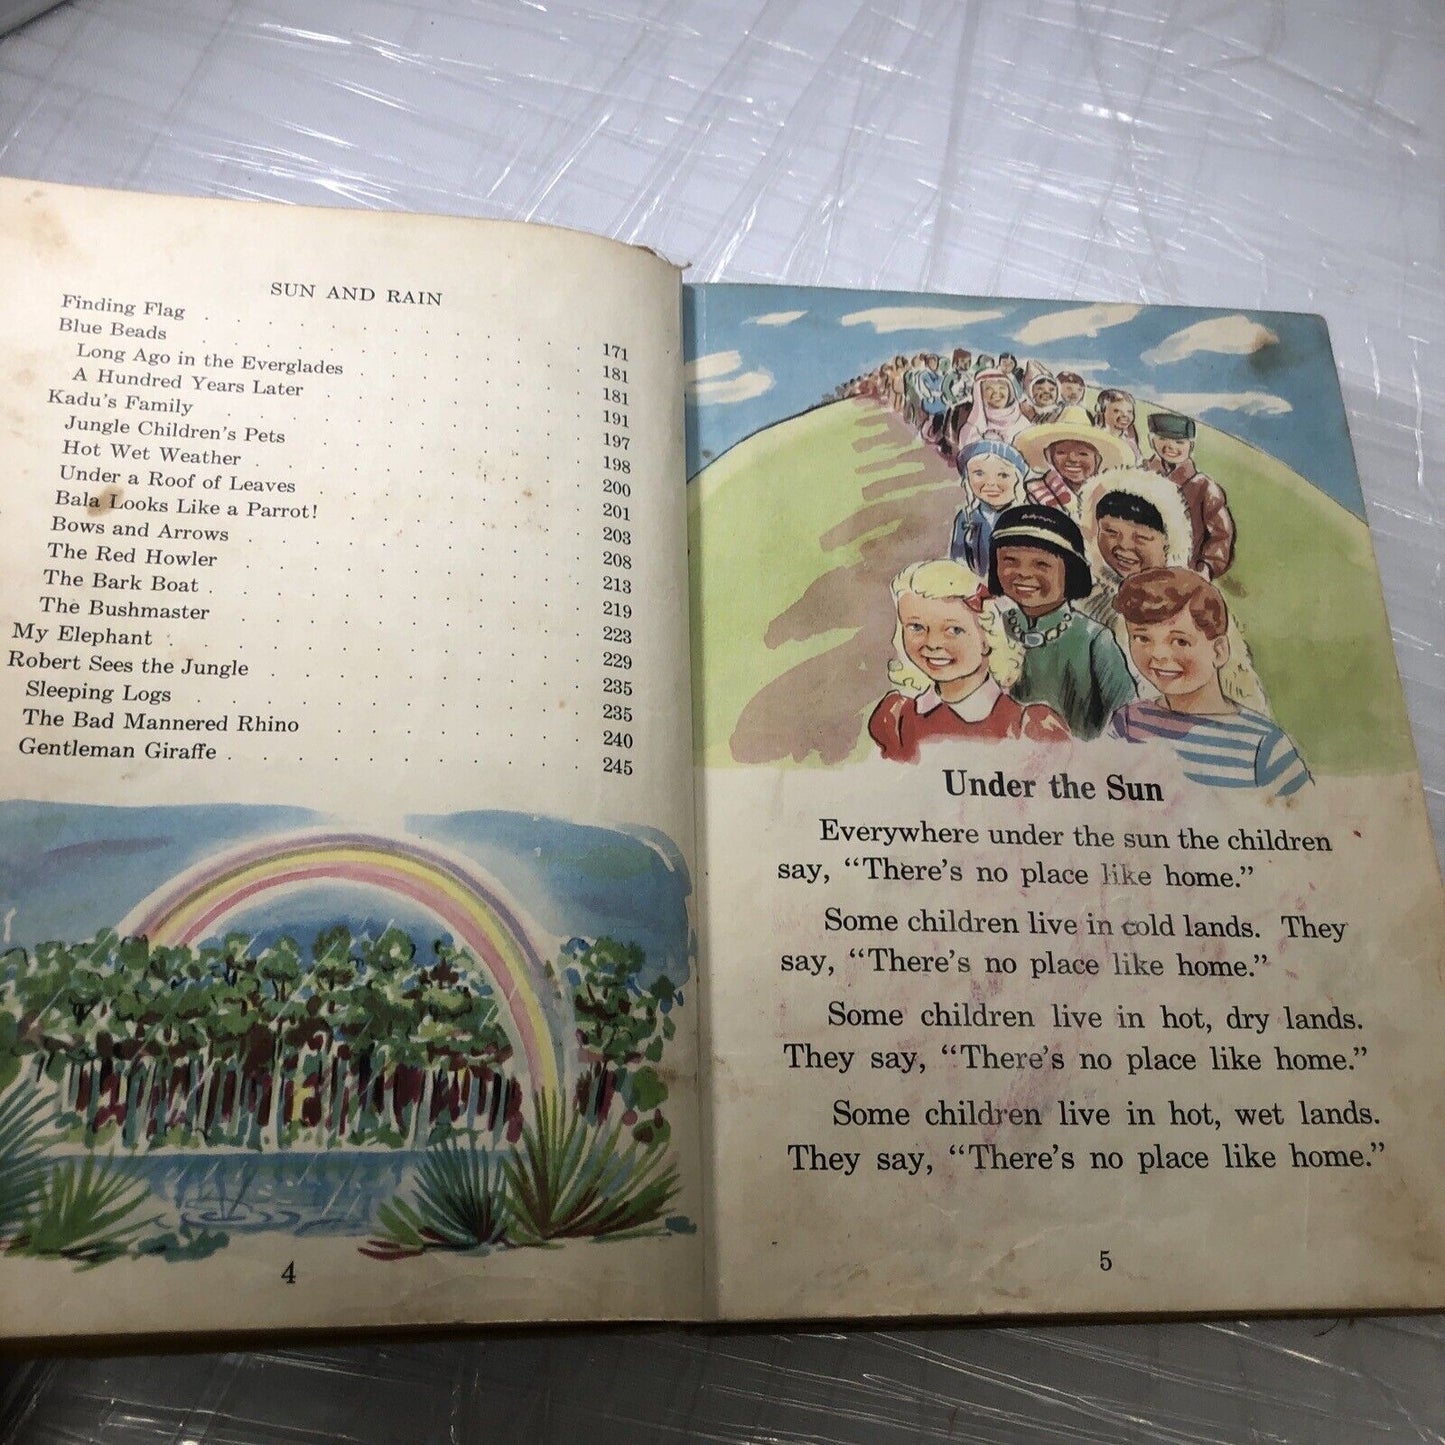 SUN AND RAIN
Finding Flag 171
Blue Beads 181
Long Ago in the Everglades 181
A Hundred Years Later 191
Kadu's Family 197
Jungle Children's Pets 198
Hot Wet Weather 200
Under a Roof of Leaves 201
Bala Looks Like a Parrot! 203
Bows and Arrows 208
The Red Howler 213
The Bark Boat 219
The Bushmaster 223
My Elephant 229
Robert Sees the Jungle 235
Sleeping Logs 235
The Bad Mannered Rhino 240
Gentleman Giraffe 245
4
Under the Sun
Everywhere under the sun the children
say, “There's no place like home.”
Some children live in cold lands. They
say, “There's no place like home.”
Some children live in hot, dry lands.
They say, “There's no place like home.”
Some children live in hot, wet lands.
They say, “There's no place like home.”
5